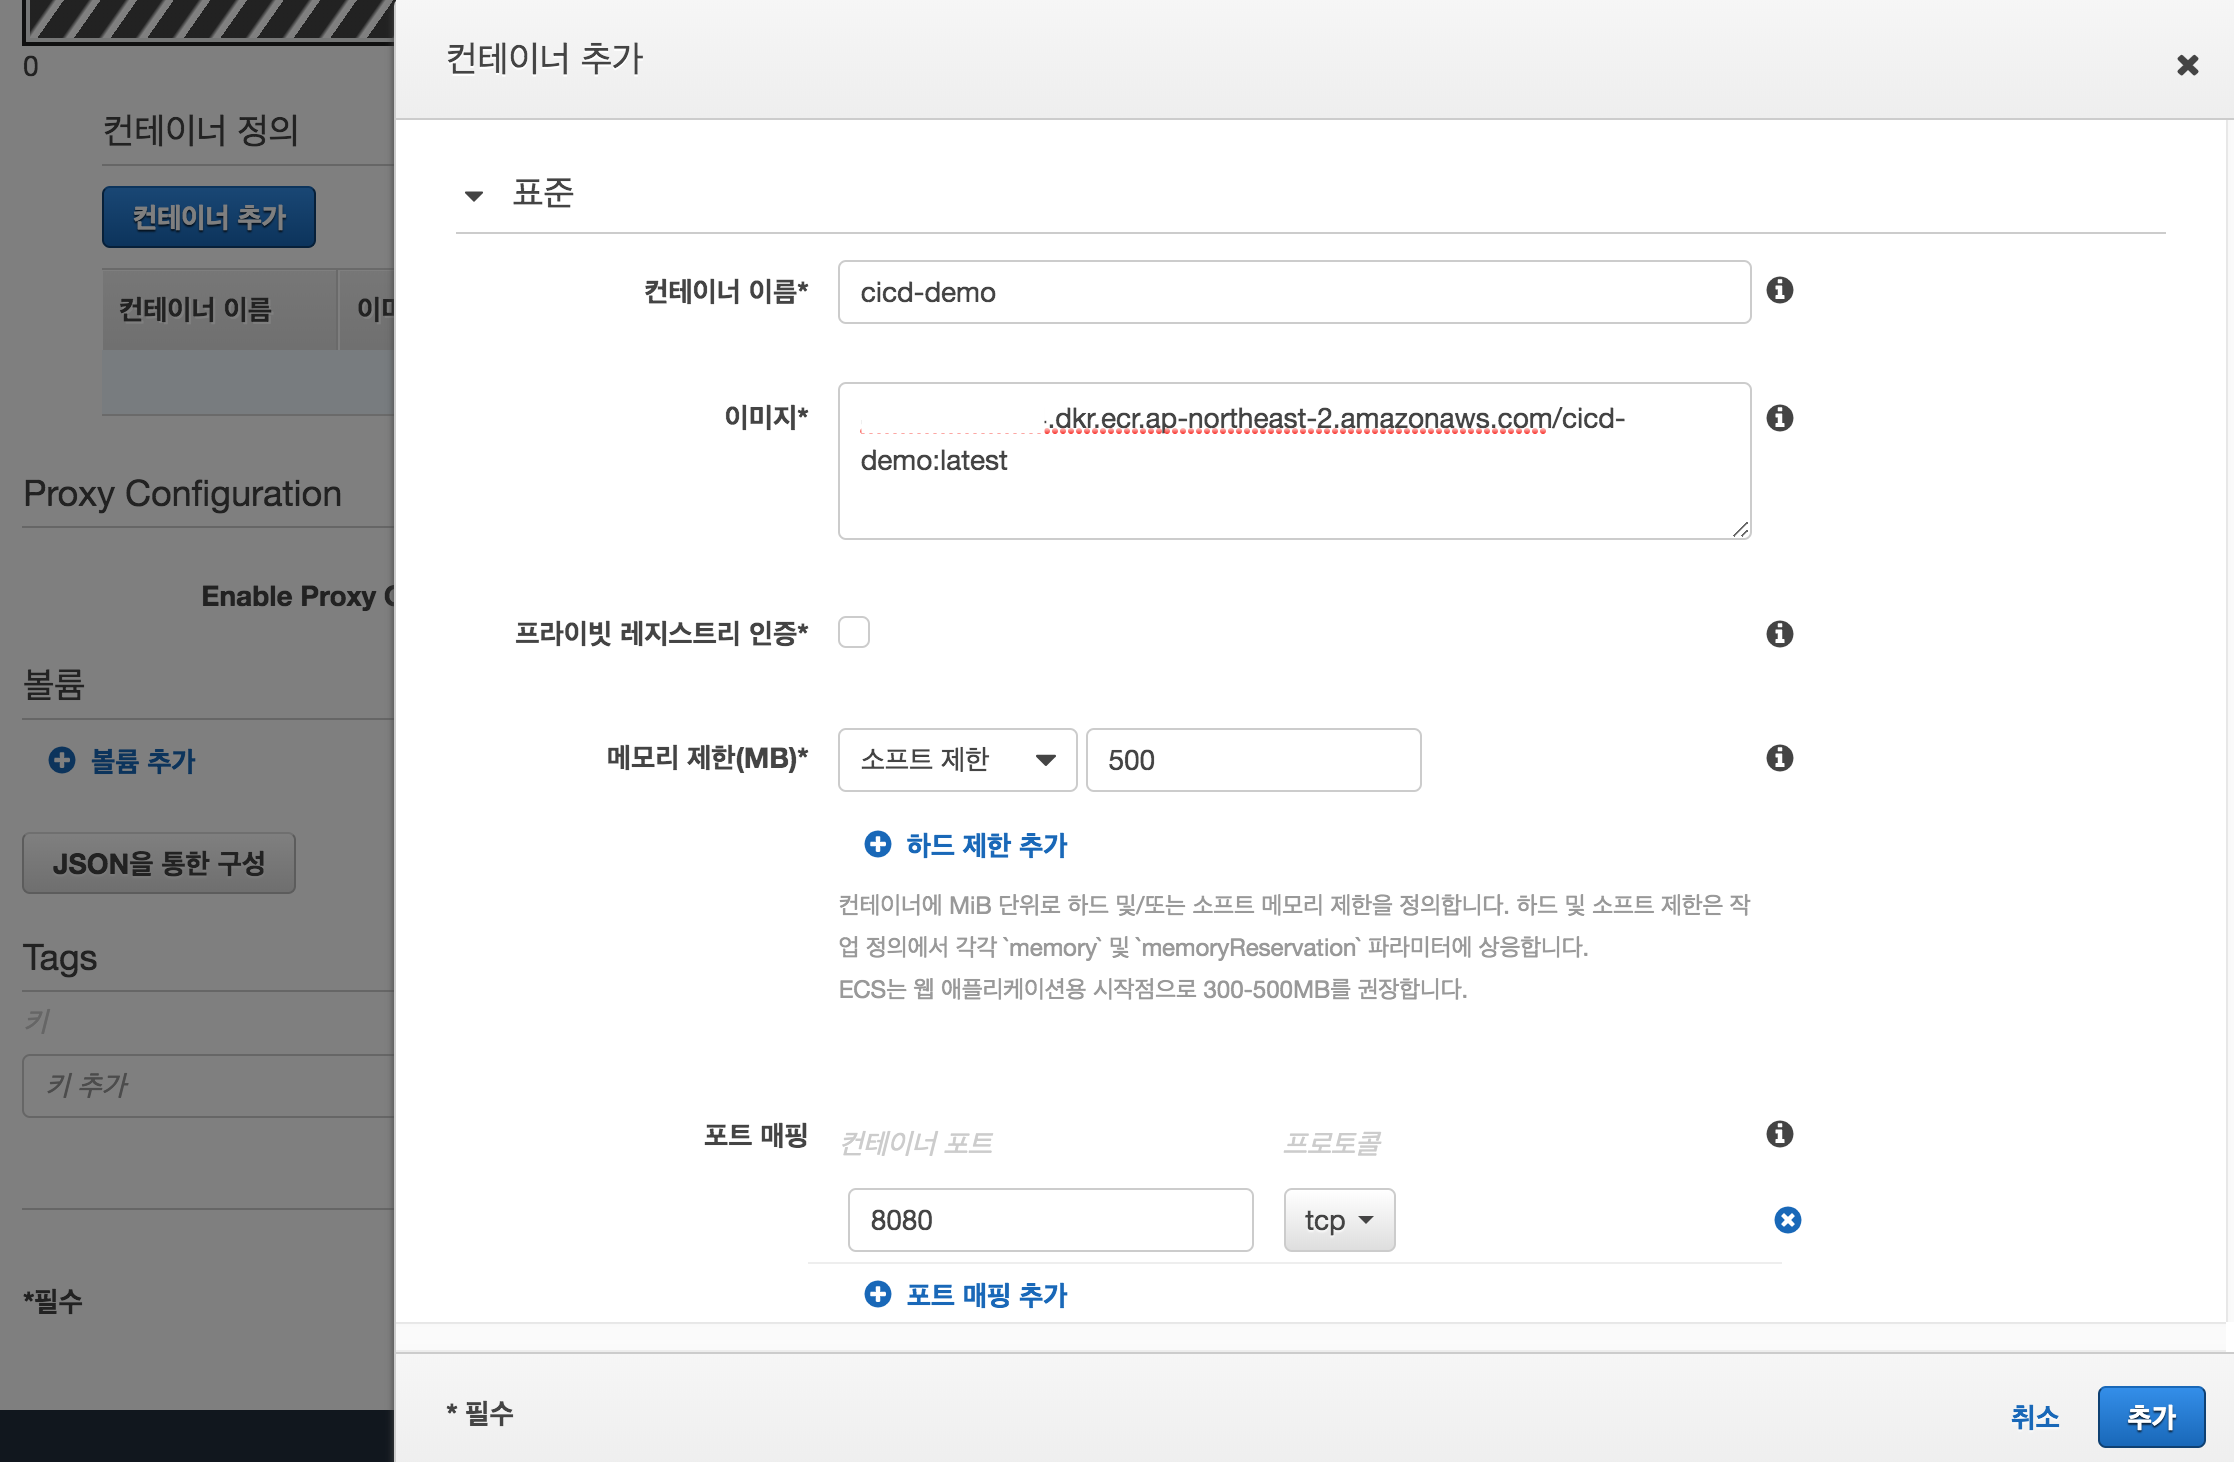 0
컨테이너 정의
컨테이너 추가
컨테이너 이름
Proxy Configuration
Enable Proxy
볼륨
볼륨 추가
JSON을 통한 구성
Tags
키
키 추가
*필수
컨테이너 추가
표준
컨테이너 이름*
cicd-demo
이미지*
.dkr.ecr.ap-northeast-2.amazonaws.com/cicd-
demo:latest
프라이빗 레지스트리 인증*
메모리 제한(MB)*
소프트 제한
500
하드 제한 추가
컨테이너에 MiB 단위로 하드 및/또는 소프트 메모리 제한을 정의합니다. 하드 및 소프트 제한은 작
업 정의에서 각각 `memory` 및 `memoryReservation` 파라미터에 상응합니다.
ECS는 웹 애플리케이션용 시작점으로 300-500MB를 권장합니다.
포트 매핑
컨테이너 포트
프로토콜
8080
tcp
포트 매핑 추가
* 필수
취소
추가